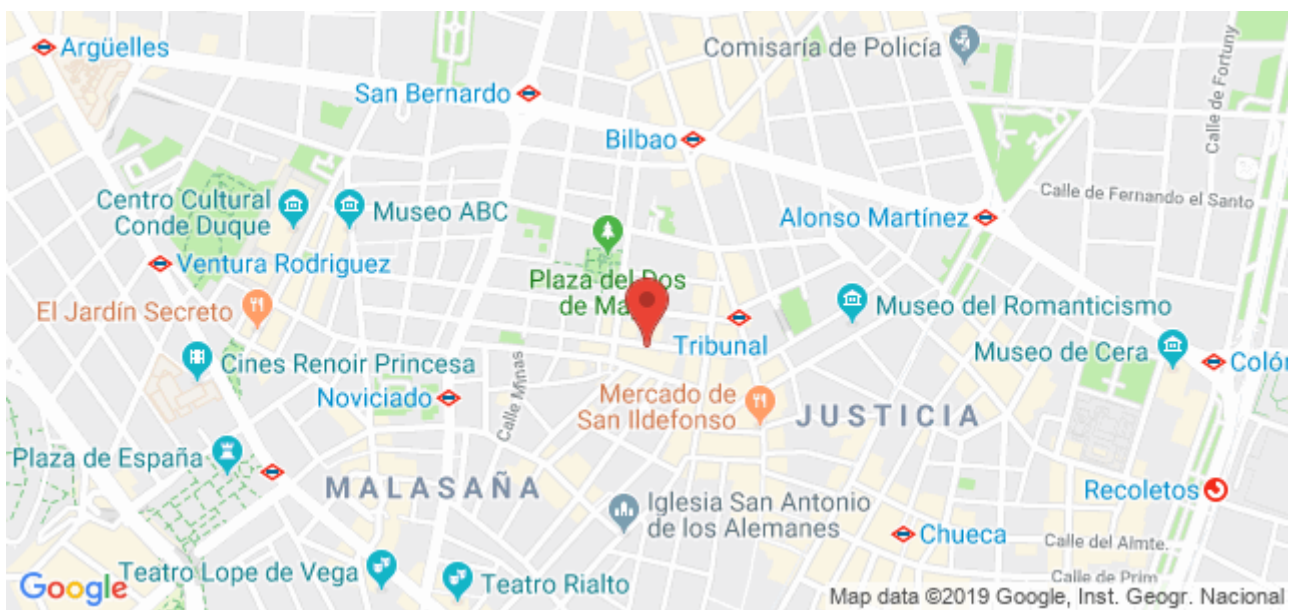 Argüelles
Comisaría de Policía
Calle de Fortuny
San Bernardo
Bilbao
Calle de Fernando el Santo
Centro Cultural
Conde Duque
Museo ABC
Alonso Martínez
Ventura Rodriguez
Plaza del Dos
de Ma
El Jardín Secreto
Museo del Romanticismo
Tribunal
Museo de Cera
Cines Renoir Princesa
Colón
Noviciado
Calle Minas
Mercado de
San Ildefonso
JUSTICIA
Plaza de España
MALASAÑA
Recoletos
Iglesia San Antonio
de los Alemanes
Chueca
Calle del Almte.
Teatro Lope de Vega
Teatro Rialto
Calle de Prim
Google
Map data ©2019 Google, Inst. Geogr. Nacional